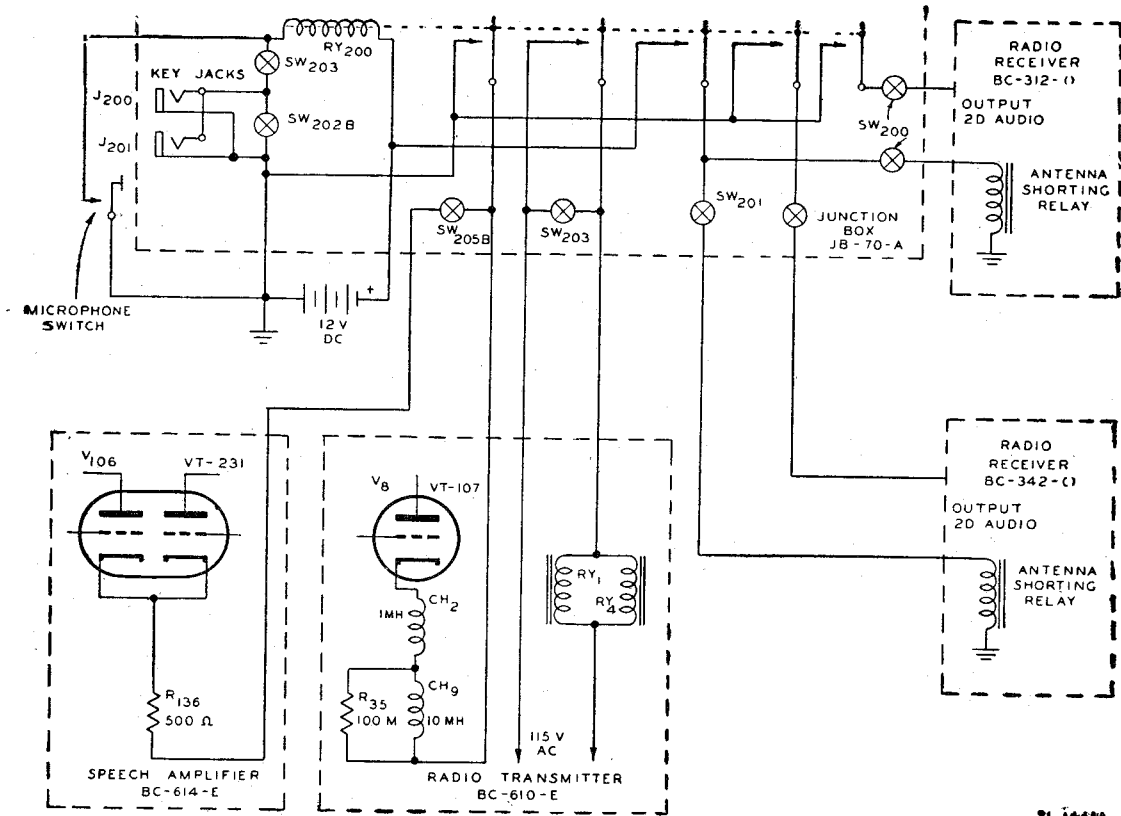 RY200
SW203
KEY JACKS
J200
SW202B
J201
MICROPHONE
SWITCH
12 V
DC
+
SW205B
SW203
SW201
JUNCTION
BOX
JB-70-A
SW200
RADIO
RECEIVER
BC-312-()
OUTPUT
2D AUDIO
ANTENNA
SHORTING
RELAY
V106
VT-231
R136
500 Ω
SPEECH AMPLIFIER
BC-614-E
V8
VT-107
CH2
1MH
R35
100 M
CH9
10 MH
RY1
RY4
115 V
AC
RADIO TRANSMITTER
BC-610-E
RADIO
RECEIVER
BC-342-()
OUTPUT
2D AUDIO
ANTENNA
SHORTING
RELAY